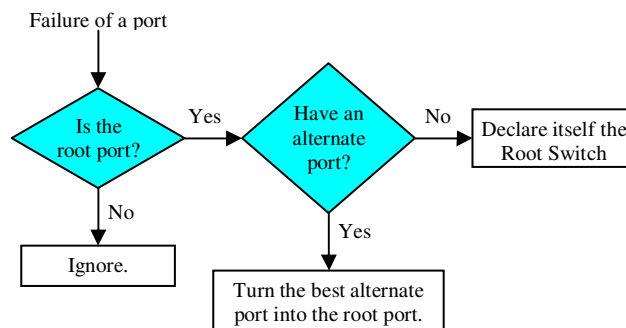 Failure of a port
Is the
root port?
Yes
Have an
alternate
port?
No
Declare itself the
Root Switch
No
Ignore.
Yes
Turn the best alternate
port into the root port.